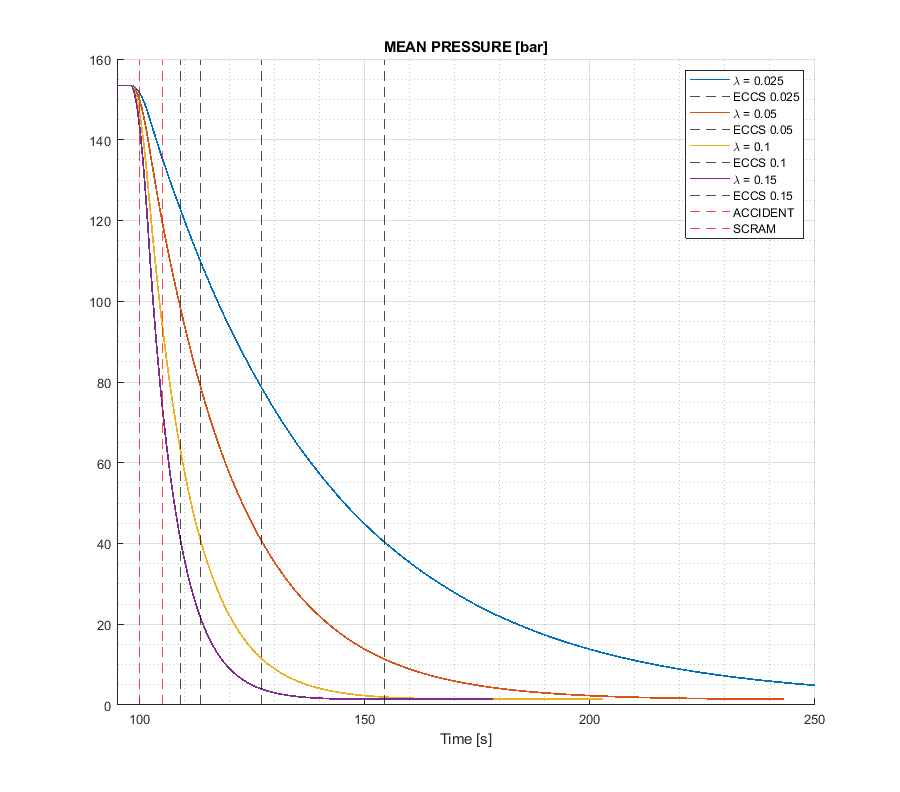 MEAN PRESSURE [bar]
160
140
120
100
80
60
40
20
0
λ = 0.025
ECCS 0.025
λ = 0.05
ECCS 0.05
λ = 0.1
ECCS 0.1
λ = 0.15
ECCS 0.15
ACCIDENT
SCRAM
100 150 200 250
Time [s]